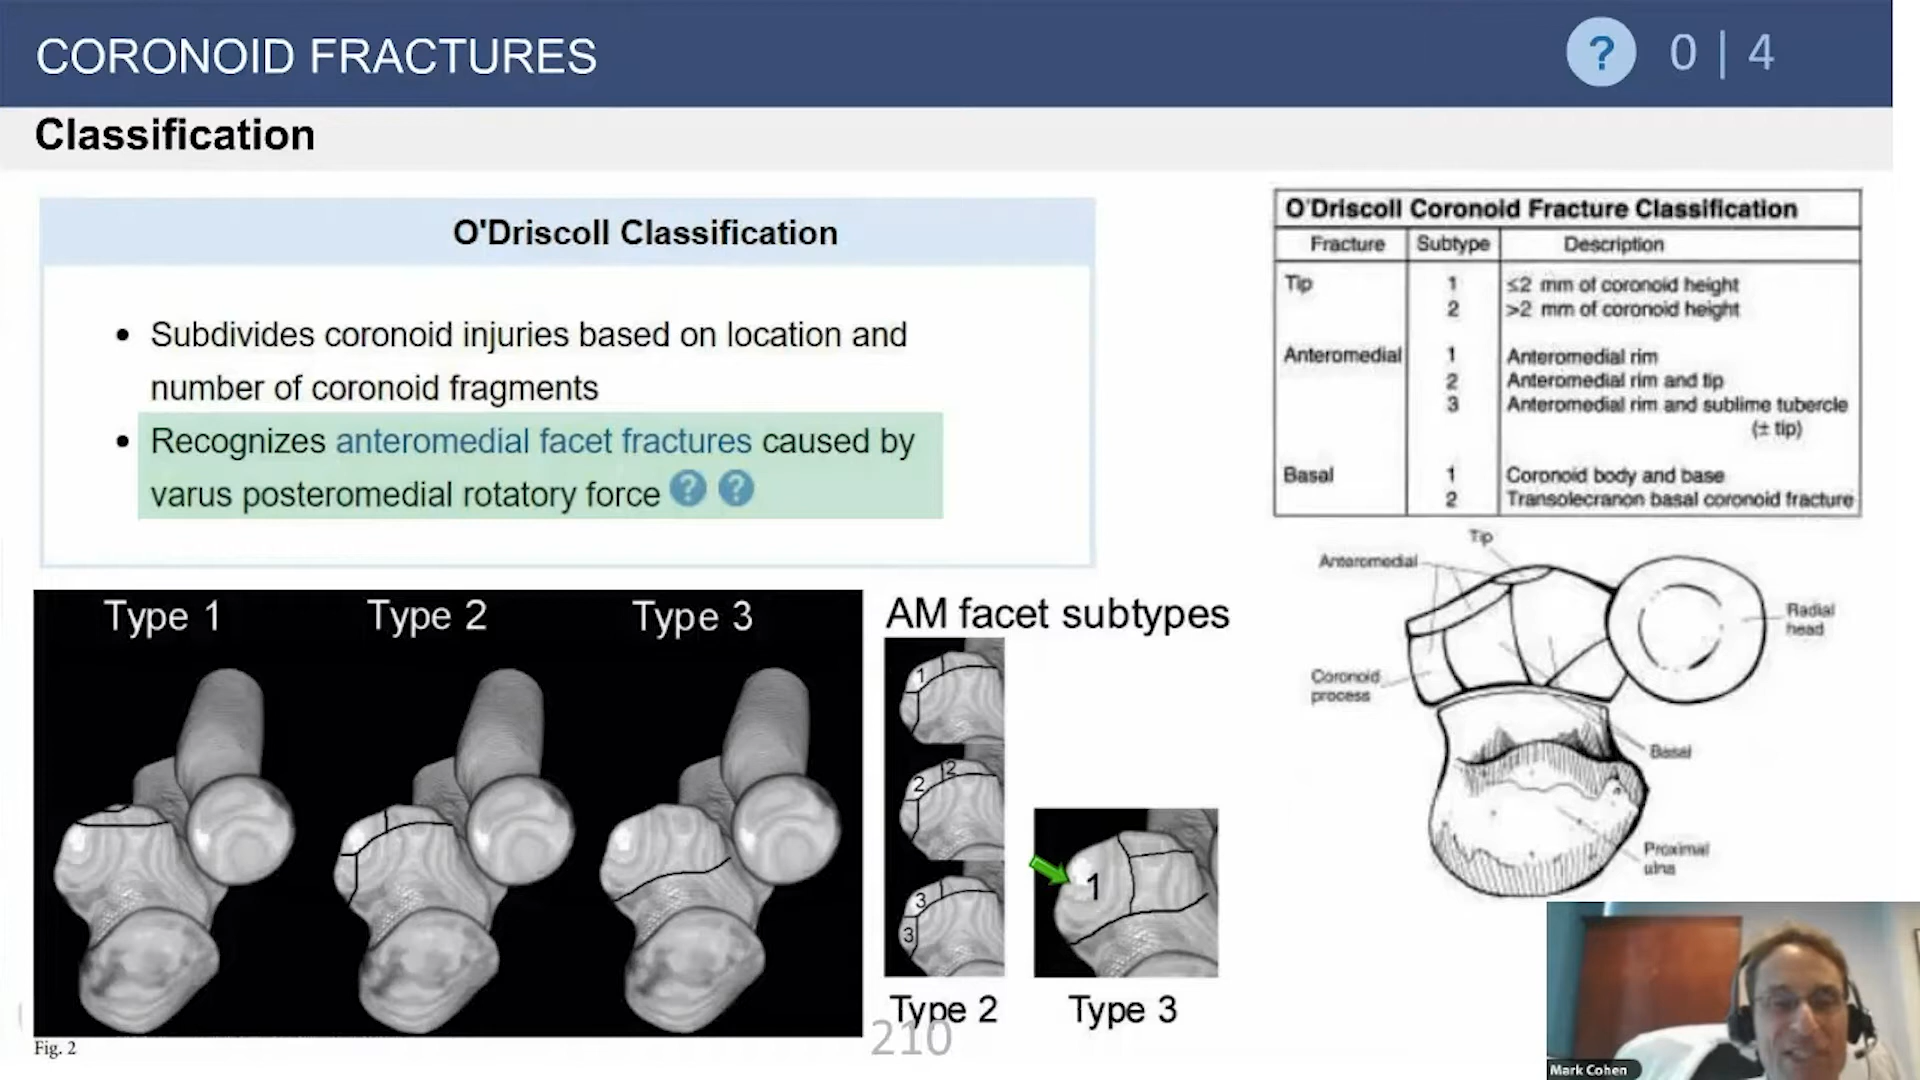 CORONOID FRACTURES
? 0 | 4
Classification
O'Driscoll Classification
• Subdivides coronoid injuries based on location and
number of coronoid fragments
• Recognizes anteromedial facet fractures caused by
varus posteromedial rotatory force ? ?
O'Driscoll Coronoid Fracture Classification
Fracture Subtype Description
Tip 1 ≤2 mm of coronoid height
2 >2 mm of coronoid height
Anteromedial 1 Anteromedial rim
2 Anteromedial rim and tip
3 Anteromedial rim and sublime tubercle
(± tip)
Basal 1 Coronoid body and base
2 Transolecranon basal coronoid fracture
Tip
Anteromedial
Radial
head
Coronoid
process
Basal
Proximal
ulna
Type 1 Type 2 Type 3
AM facet subtypes
1
2 2
3
3
1
Type 2 Type 3
210
Fig. 2
Mark Cohen